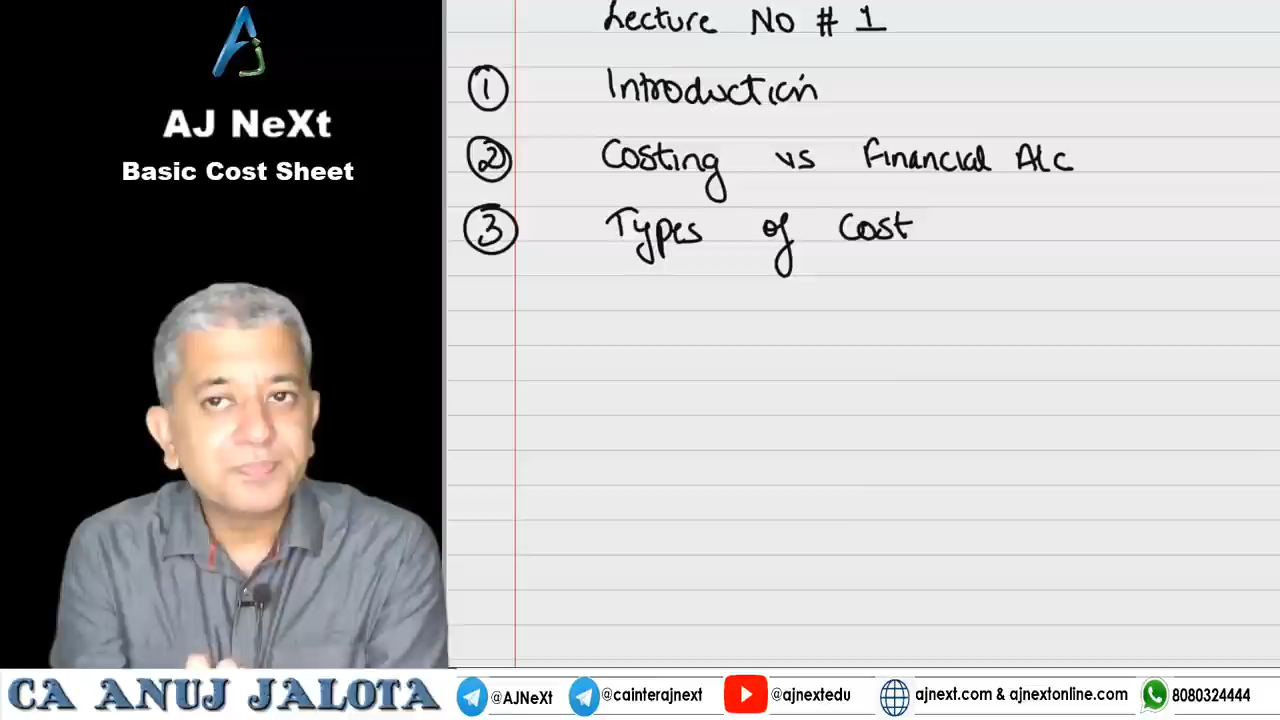 AJ
AJ NeXt
Basic Cost Sheet
Lecture No # 1
① Introduction
② Costing vs Financial A/c
③ Types of Cost
CA ANUJ JALOTA
@AJNeXt
@cainterajnext
@ajnextedu
ajnext.com & ajnextonline.com
8080324444